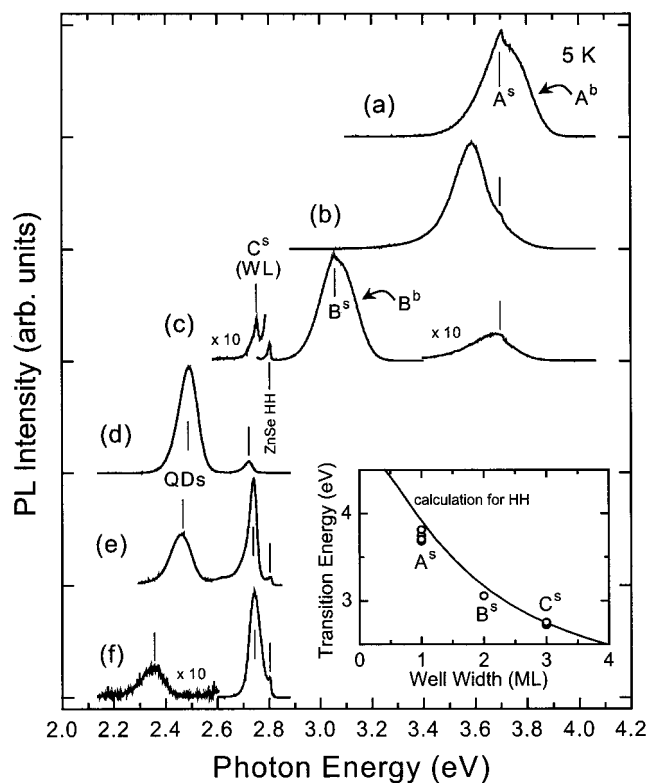 5 K
A^s
A^b
(a)
(b)
C^s
(WL)
B^s
B^b
(c)
x 10
x 10
ZnSe HH
(d)
QDs
(e)
(f)
x 10
PL Intensity (arb. units)
2.0 2.2 2.4 2.6 2.8 3.0 3.2 3.4 3.6 3.8 4.0 4.2
Photon Energy (eV)
calculation for HH
Transition Energy (eV)
4
3
A^s
B^s
C^s
0 1 2 3 4
Well Width (ML)